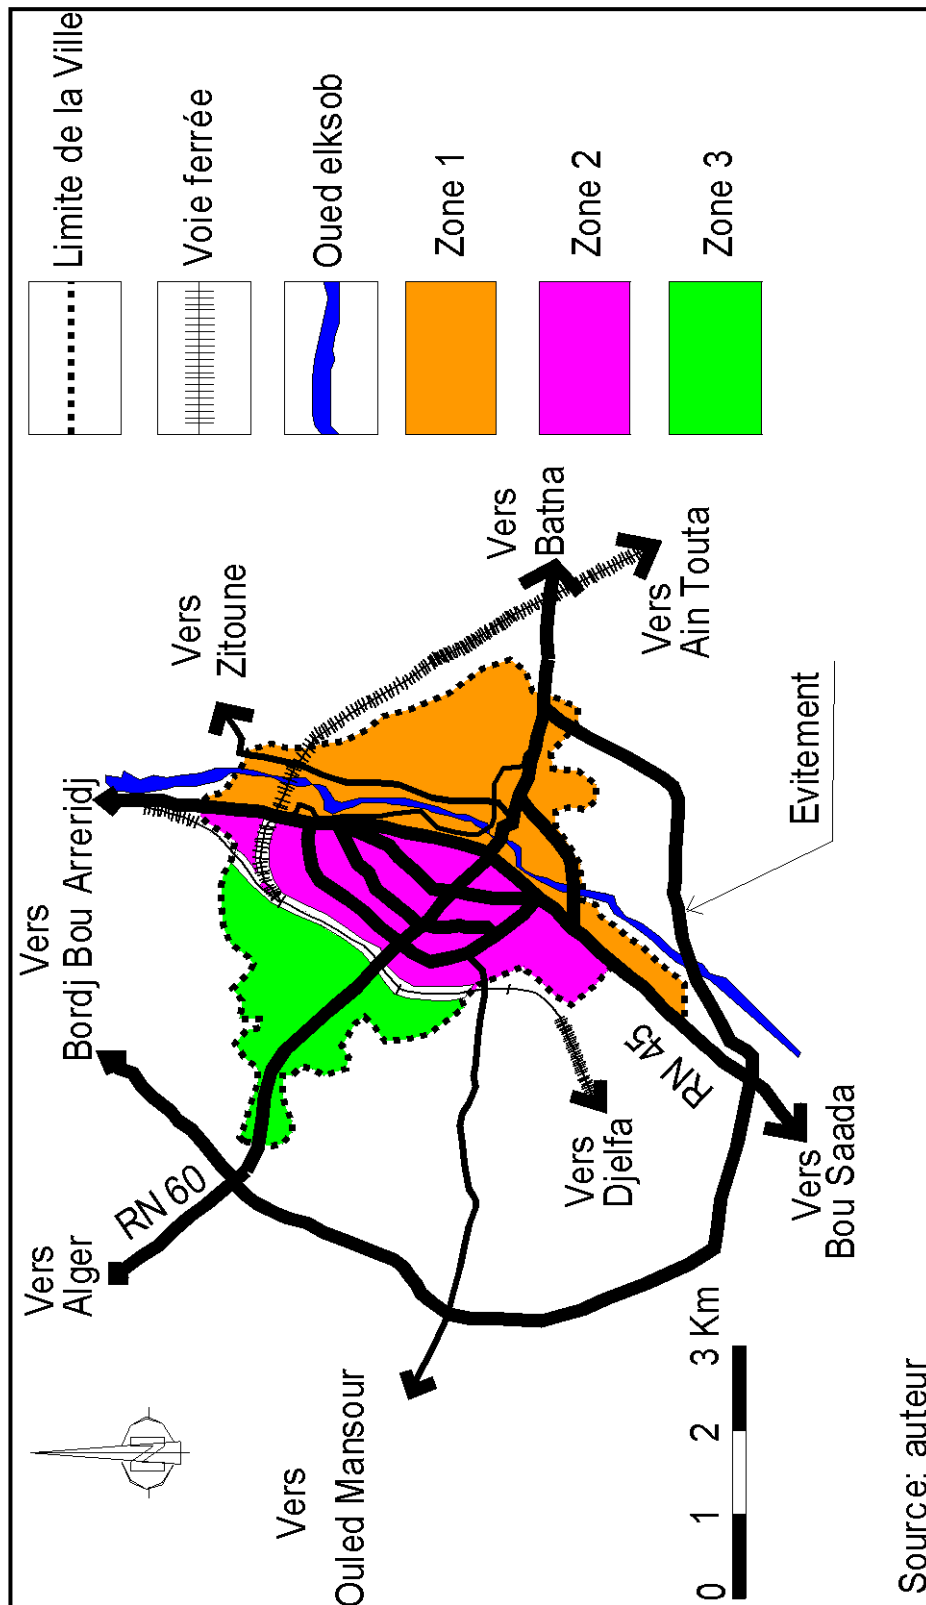 Limite de la Ville
Voie ferrée
Oued elksob
Zone 1
Zone 2
Zone 3
Vers
Zitoune
Vers
Batna
Vers
Ain Touta
Vers
Bordj Bou Arreridj
Evitement
RN 45
RN 60
Vers
Alger
Vers
Djelfa
Vers
Bou Saada
Vers
Ouled Mansour
N
0 1 2 3 Km
Source: auteur